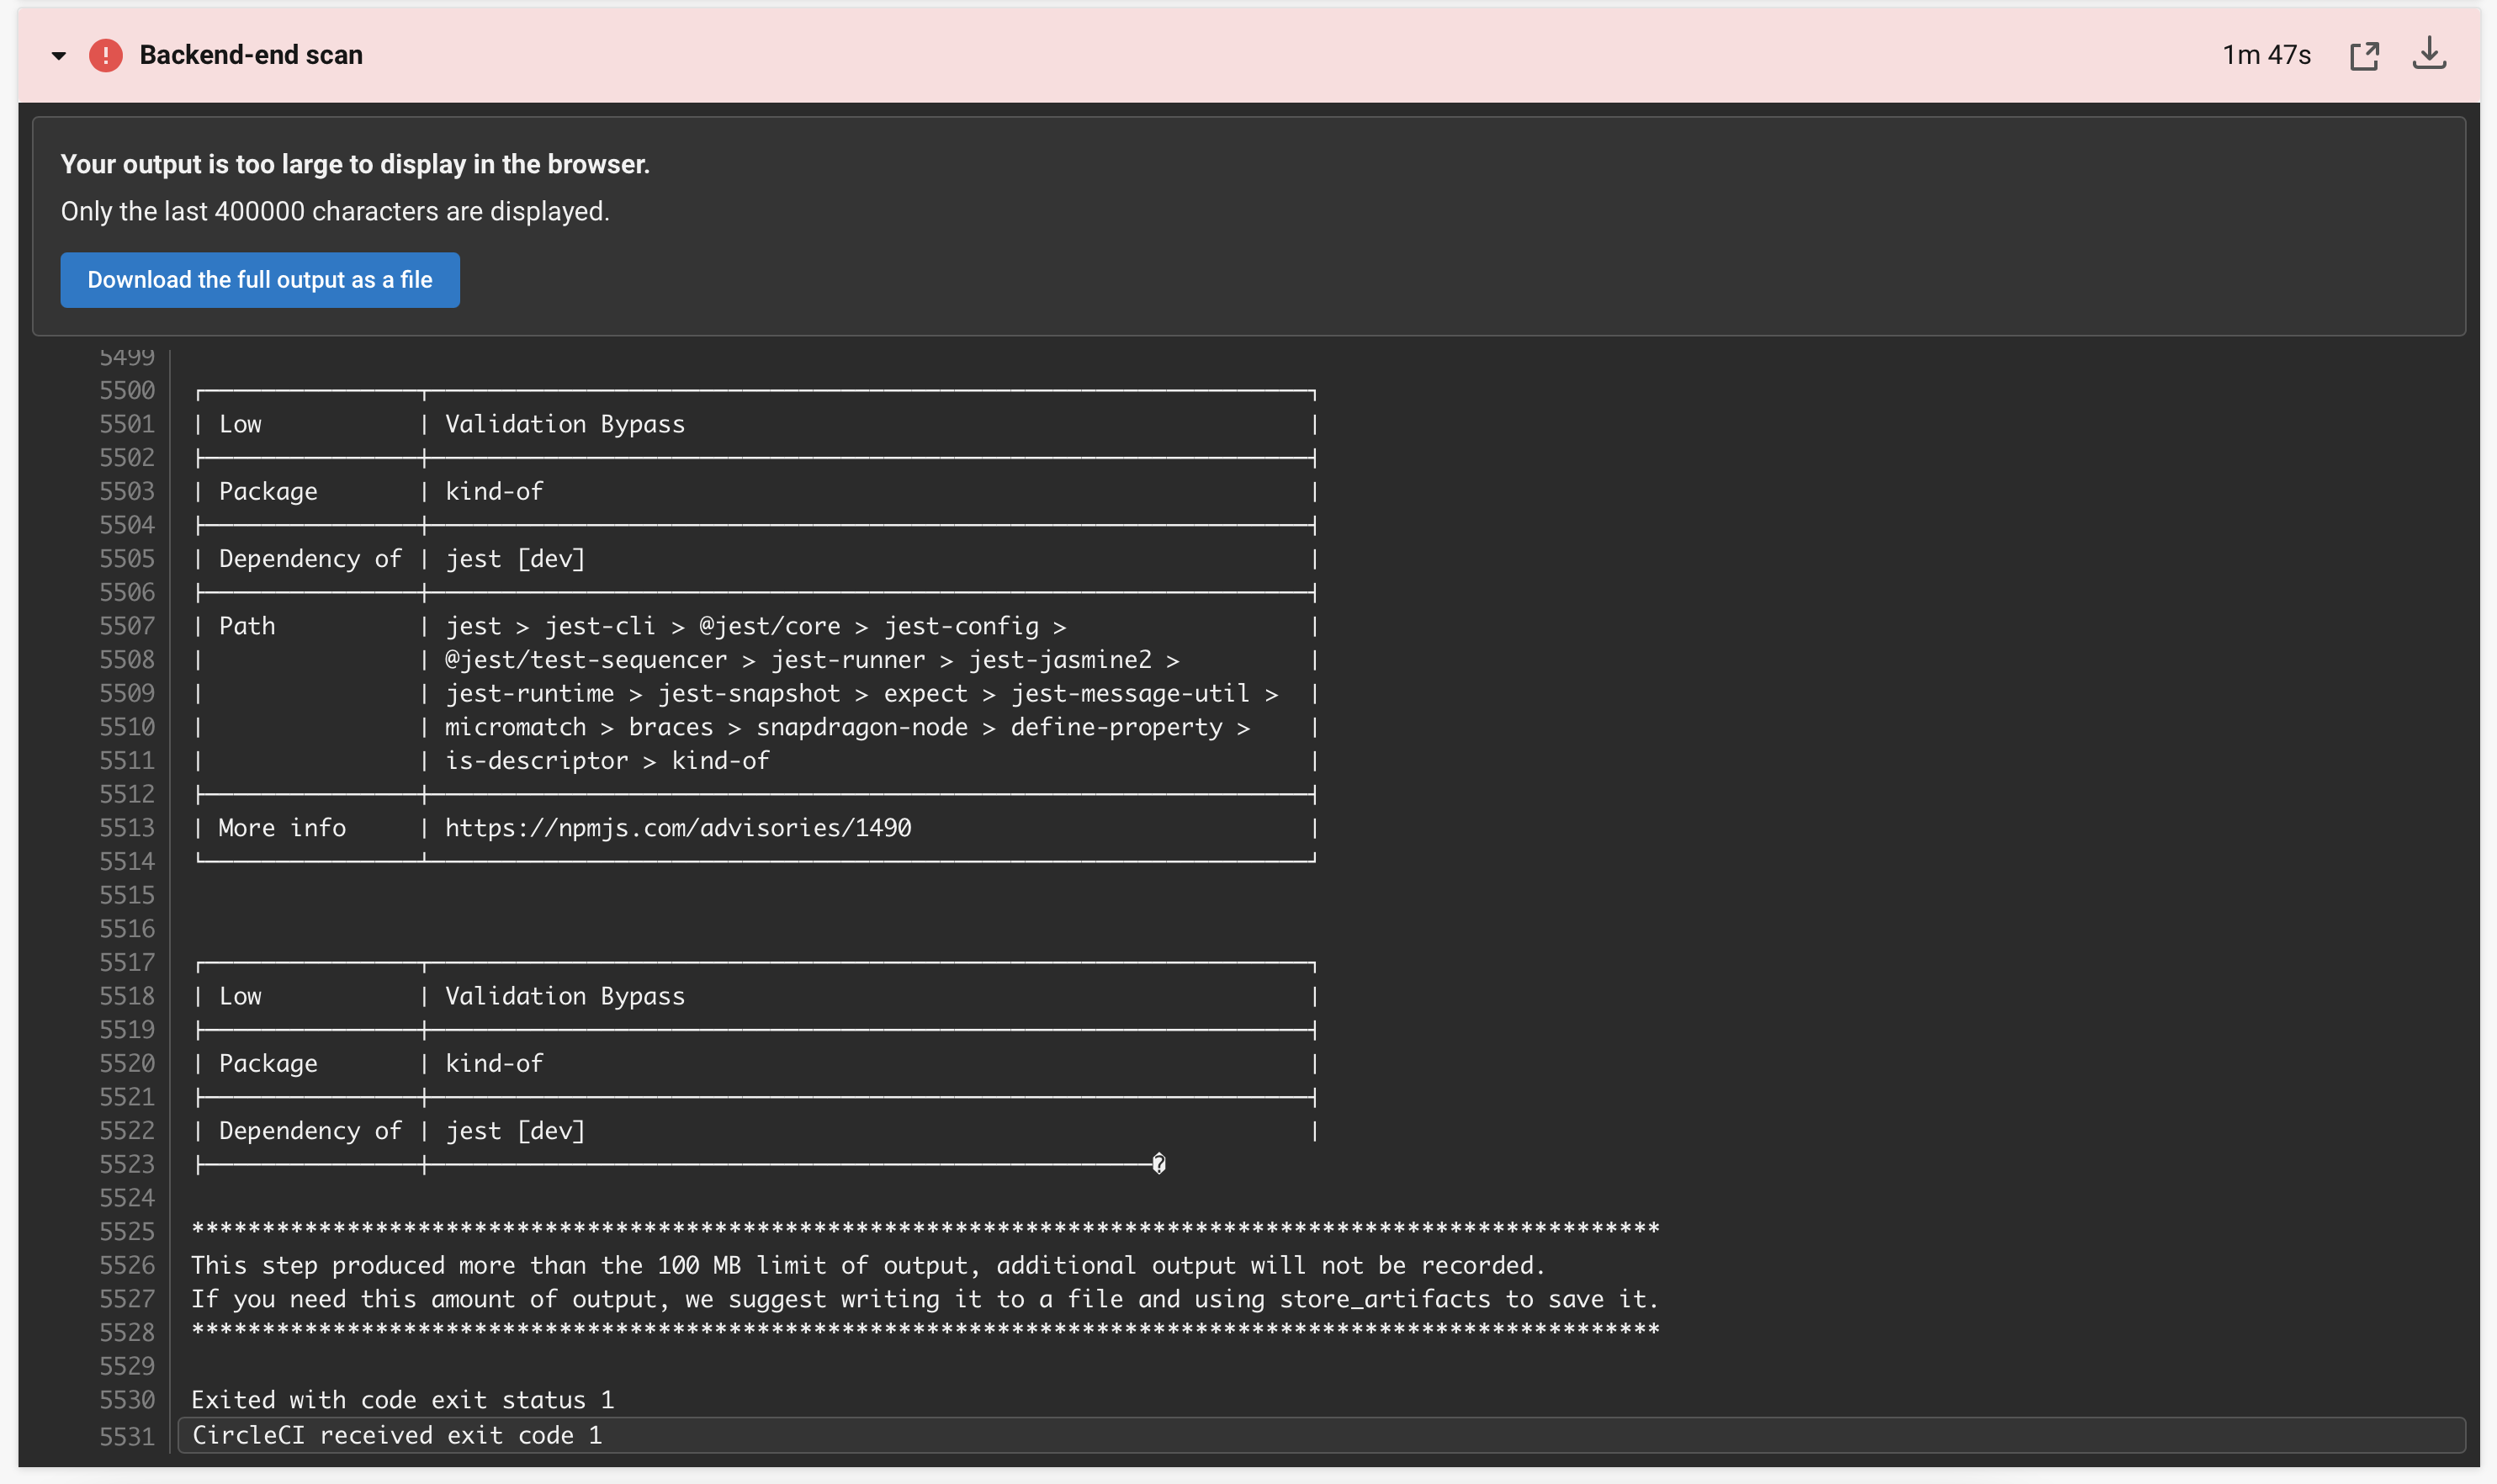 Backend-end scan 1m 47s
Your output is too large to display in the browser.
Only the last 400000 characters are displayed.
Download the full output as a file
5499
5500
5501 | Low | Validation Bypass |
5502
5503 | Package | kind-of |
5504
5505 | Dependency of | jest [dev] |
5506
5507 | Path | jest > jest-cli > @jest/core > jest-config > |
5508 | | @jest/test-sequencer > jest-runner > jest-jasmine2 > |
5509 | | jest-runtime > jest-snapshot > expect > jest-message-util > |
5510 | | micromatch > braces > snapdragon-node > define-property > |
5511 | | is-descriptor > kind-of |
5512
5513 | More info | https://npmjs.com/advisories/1490 |
5514
5515
5516
5517
5518 | Low | Validation Bypass |
5519
5520 | Package | kind-of |
5521
5522 | Dependency of | jest [dev] |
5523 �
5524
5525 ********************************************************************************************************
5526 This step produced more than the 100 MB limit of output, additional output will not be recorded.
5527 If you need this amount of output, we suggest writing it to a file and using store_artifacts to save it.
5528 ********************************************************************************************************
5529
5530 Exited with code exit status 1
5531 CircleCI received exit code 1